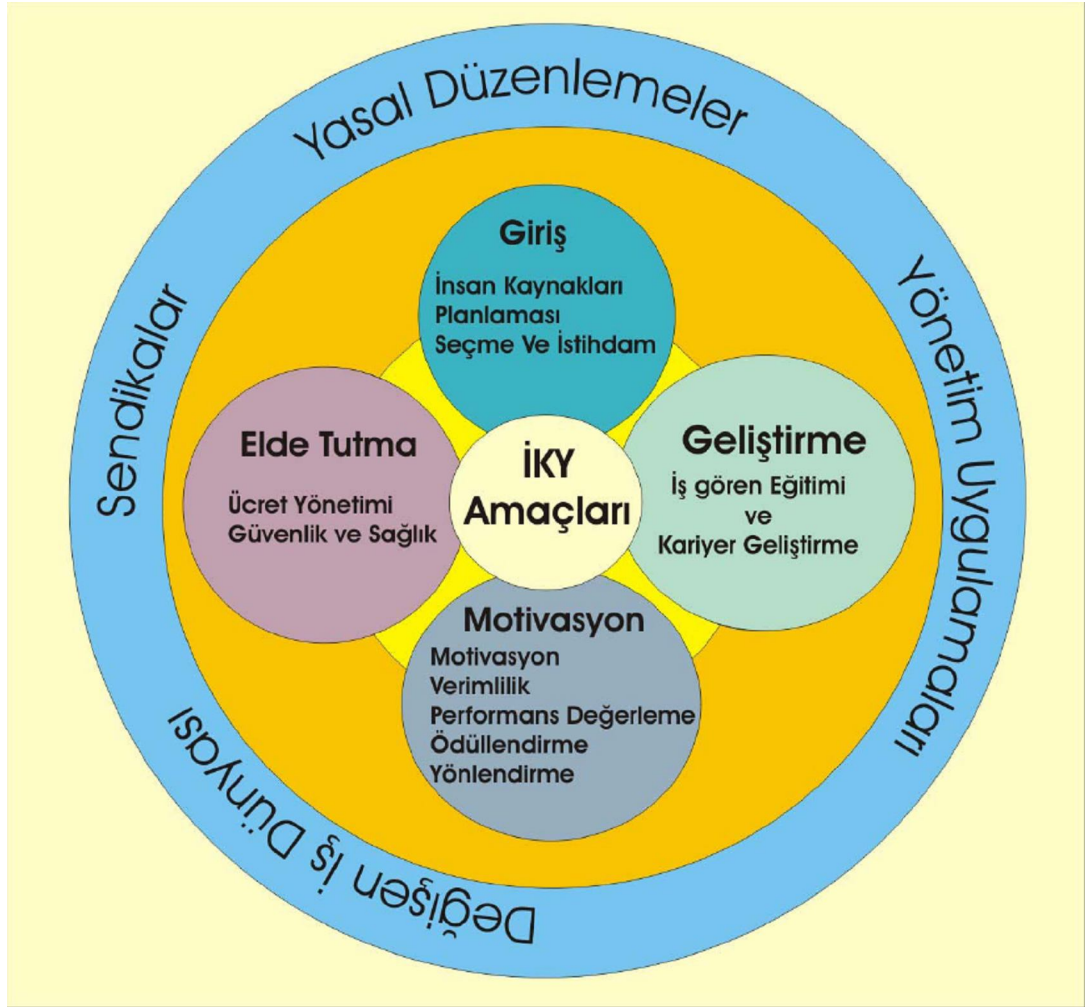 Yasal Düzenlemeler
Yönetim Uygulamaları
Değişen İş Dünyası
Sendikalar
Giriş
İnsan Kaynakları
Planlaması
Seçme Ve İstihdam
Geliştirme
İş gören Eğitimi
ve
Kariyer Geliştirme
Motivasyon
Motivasyon
Verimlilik
Performans Değerleme
Ödüllendirme
Yönlendirme
Elde Tutma
Ücret Yönetimi
Güvenlik ve Sağlık
İKY
Amaçları